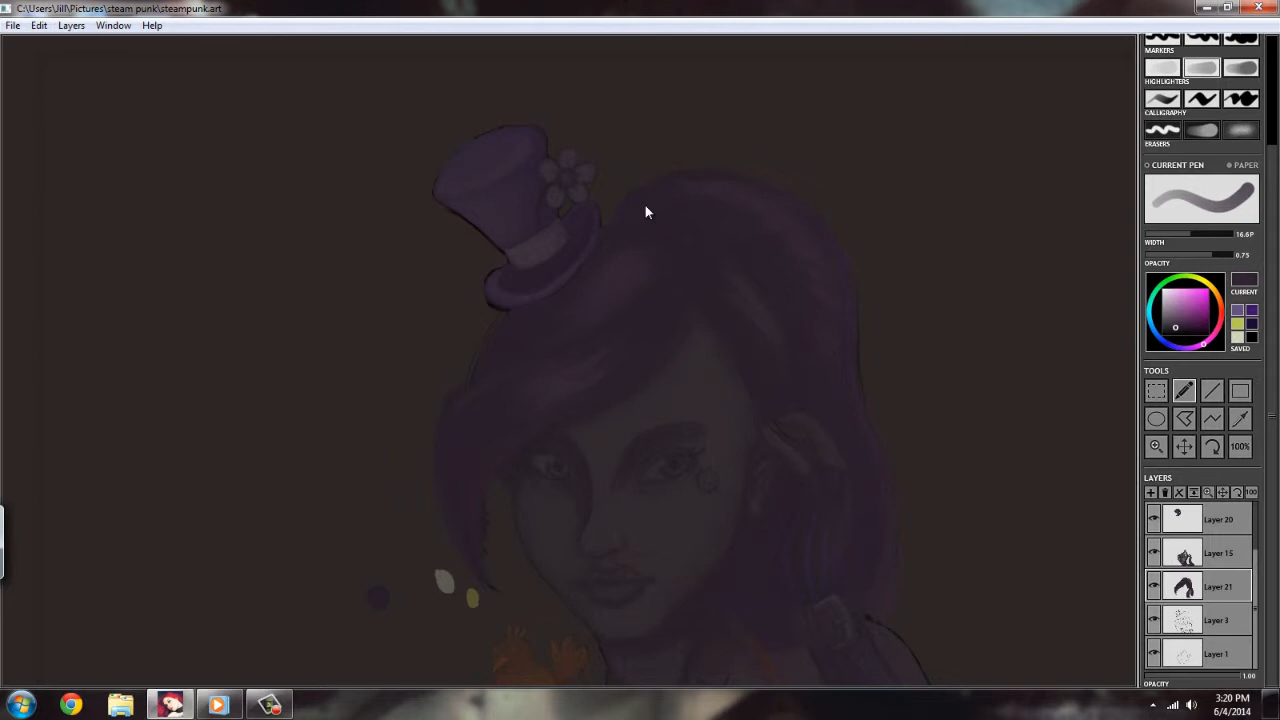 C:\Users\Jill\Pictures\steam punk\steampunk.art
File Edit Layers Window Help
MARKERS
HIGHLIGHTERS
CALLIGRAPHY
ERASERS
CURRENT PEN PAPER
16.6P
WIDTH
0.75
OPACITY
CURRENT
SAVED
TOOLS
100%
LAYERS
100
Layer 20
Layer 15
Layer 21
Layer 3
Layer 1
1.00
OPACITY
3:20 PM
6/4/2014